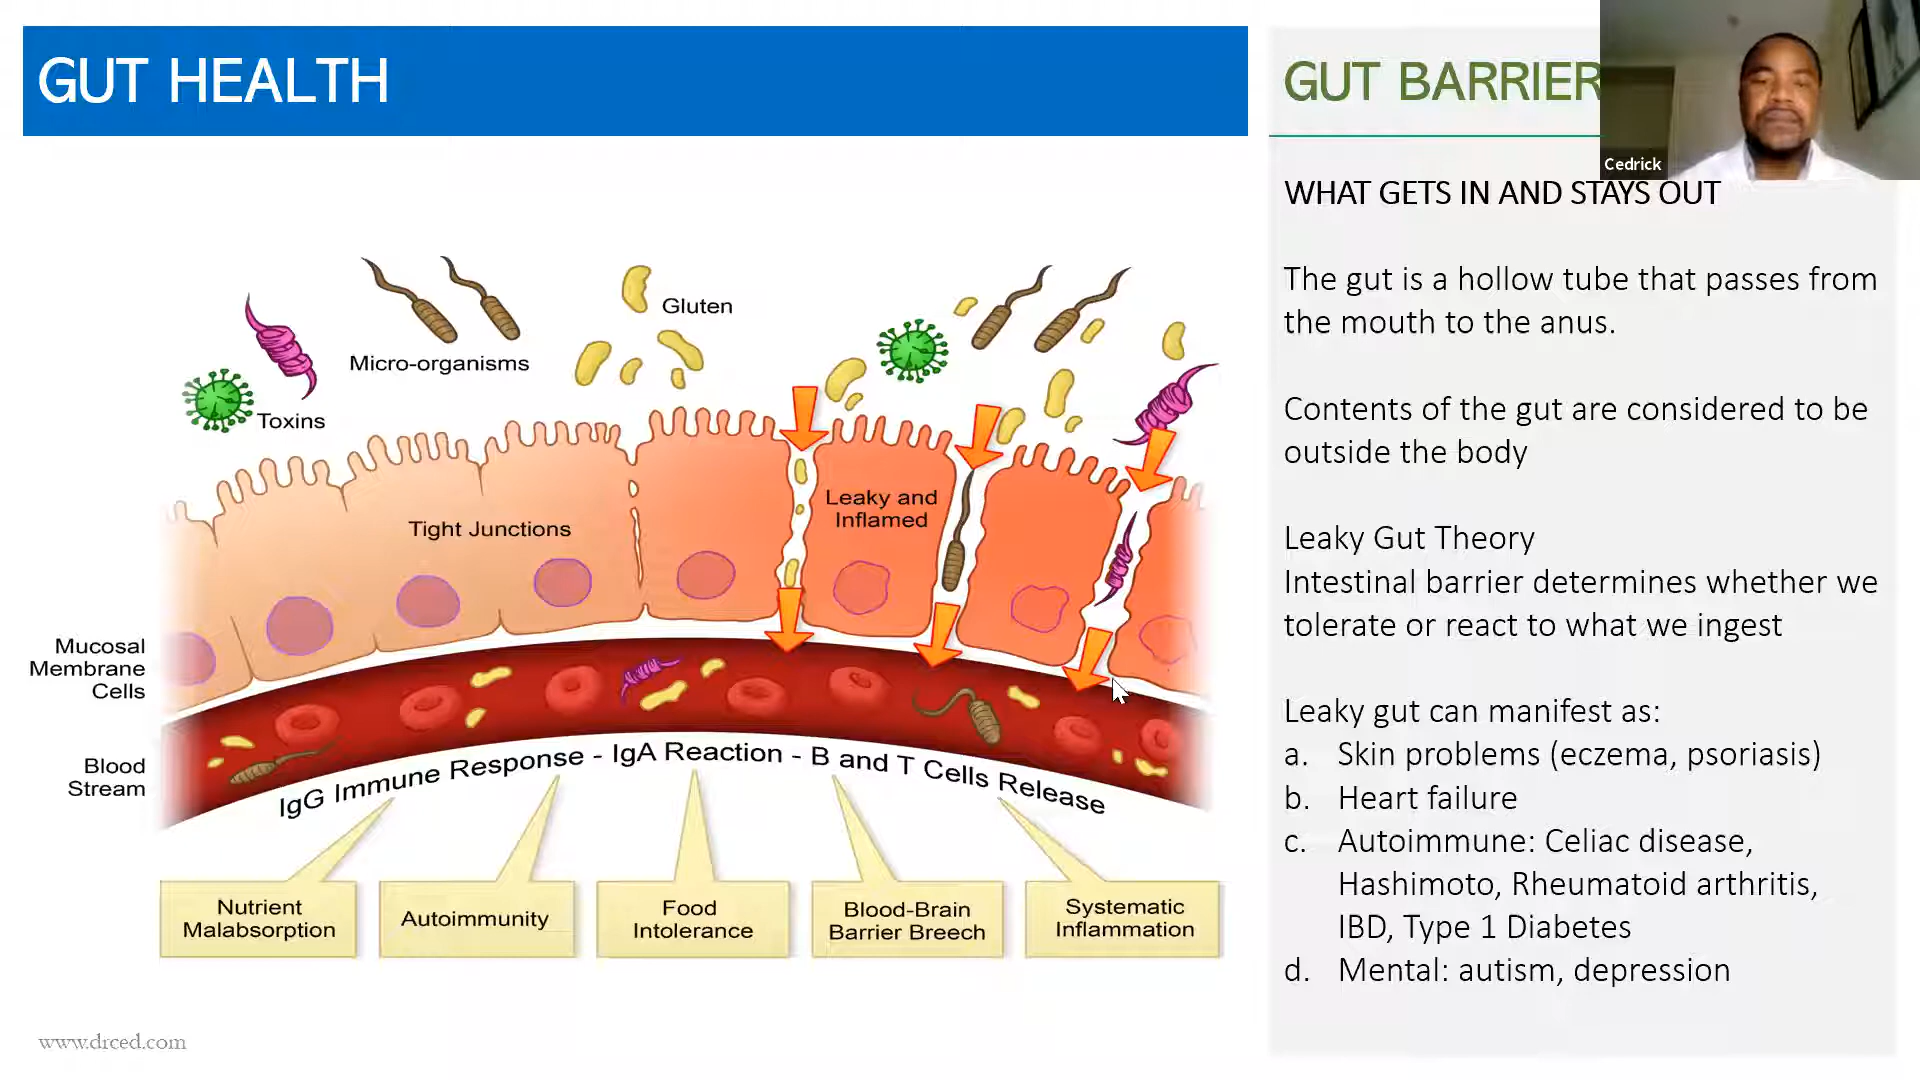 GUT HEALTH
Gluten
Micro-organisms
Toxins
Tight Junctions
Leaky and
Inflamed
Mucosal
Membrane
Cells
Blood
Stream
IgG Immune Response - IgA Reaction - B and T Cells Release
Nutrient
Malabsorption
Autoimmunity
Food
Intolerance
Blood-Brain
Barrier Breech
Systematic
Inflammation
www.drced.com
GUT BARRIER
Cedrick
WHAT GETS IN AND STAYS OUT
The gut is a hollow tube that passes from
the mouth to the anus.
Contents of the gut are considered to be
outside the body
Leaky Gut Theory
Intestinal barrier determines whether we
tolerate or react to what we ingest
Leaky gut can manifest as:
a. Skin problems (eczema, psoriasis)
b. Heart failure
c. Autoimmune: Celiac disease,
Hashimoto, Rheumatoid arthritis,
IBD, Type 1 Diabetes
d. Mental: autism, depression